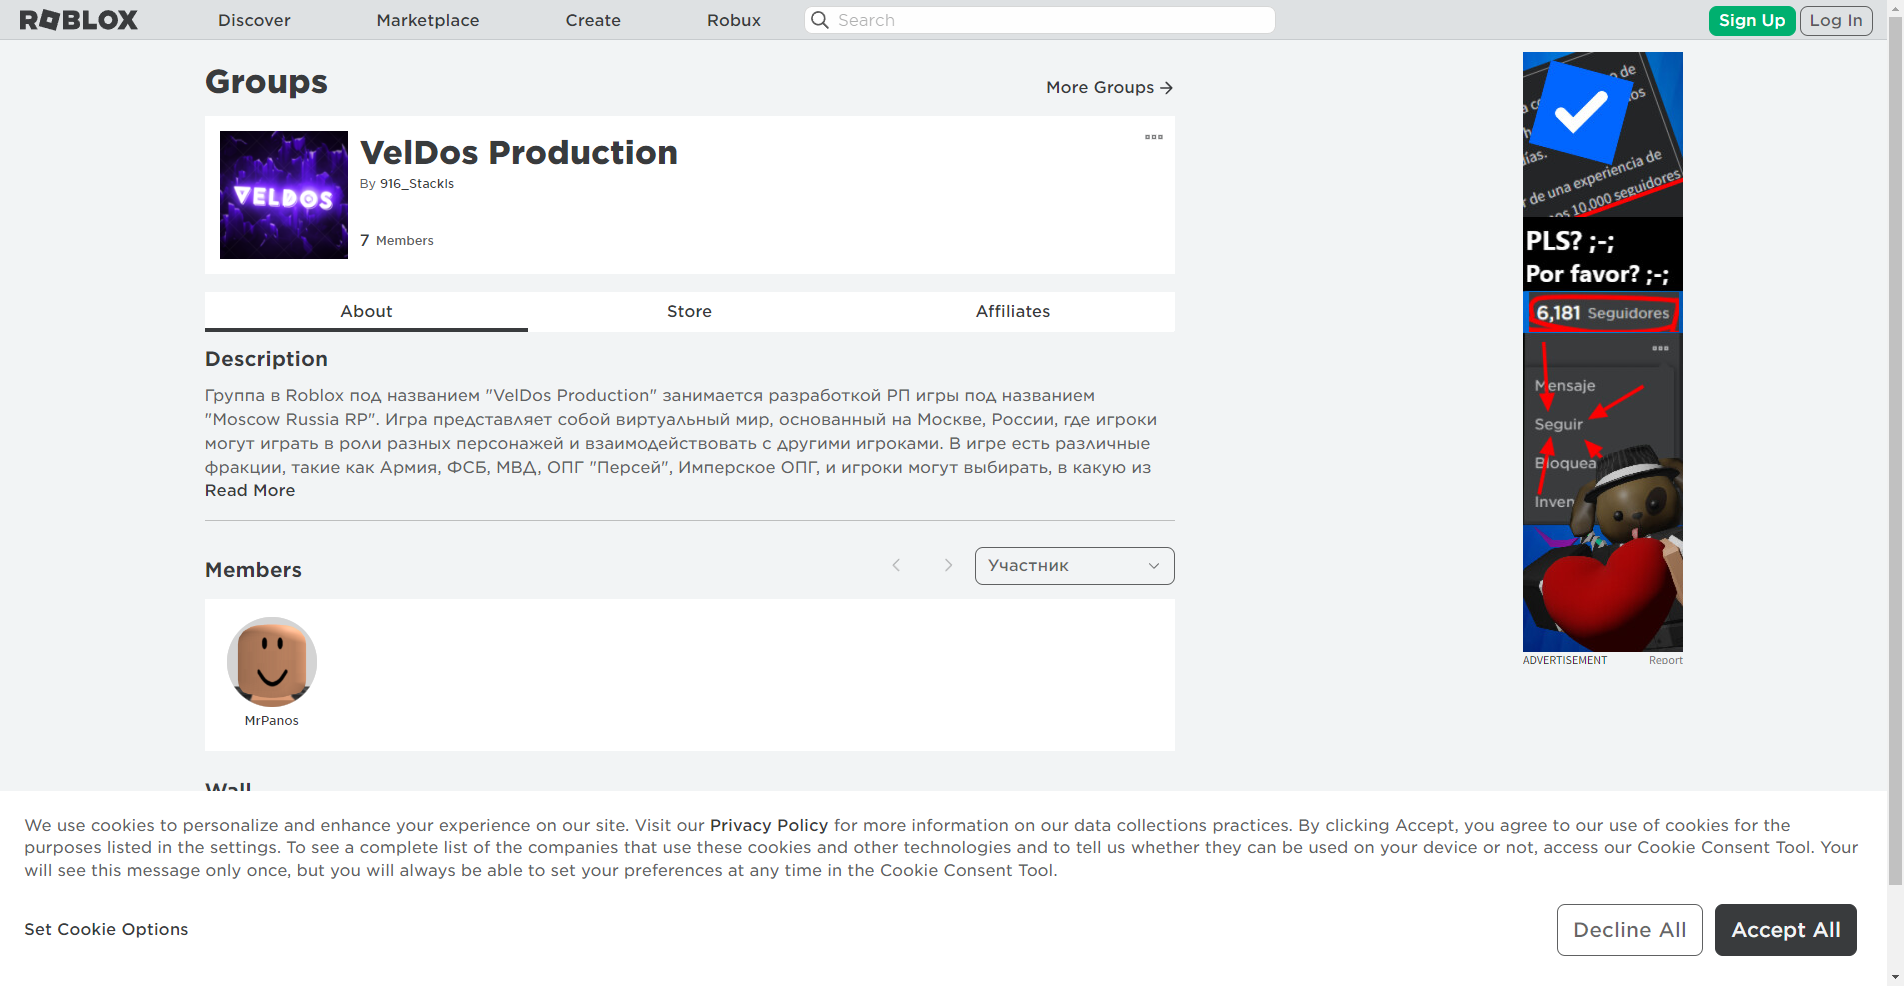 ROBLOX
Discover
Marketplace
Create
Robux
Search
Sign Up
Log In
Groups
More Groups
VELDOS
VelDos Production
By 916_Stackls
7 Members
About
Store
Affiliates
Description
Группа в Roblox под названием "VelDos Production" занимается разработкой РП игры под названием
"Moscow Russia RP". Игра представляет собой виртуальный мир, основанный на Москве, России, где игроки
могут играть в роли разных персонажей и взаимодействовать с другими игроками. В игре есть различные
фракции, такие как Армия, ФСБ, МВД, ОПГ "Персей", Имперское ОПГ, и игроки могут выбирать, в какую из
Read More
Members
Участник
MrPanos
Wall
de
ías.
r de una experiencia de
os 10,000 seguidores
PLS? ;-;
Por favor? ;-;
6,181 Seguidores
Mensaje
Seguir
Bloquea
Inven
ADVERTISEMENT
Report
We use cookies to personalize and enhance your experience on our site. Visit our Privacy Policy for more information on our data collections practices. By clicking Accept, you agree to our use of cookies for the
purposes listed in the settings. To see a complete list of the companies that use these cookies and other technologies and to tell us whether they can be used on your device or not, access our Cookie Consent Tool. Your
will see this message only once, but you will always be able to set your preferences at any time in the Cookie Consent Tool.
Set Cookie Options
Decline All
Accept All